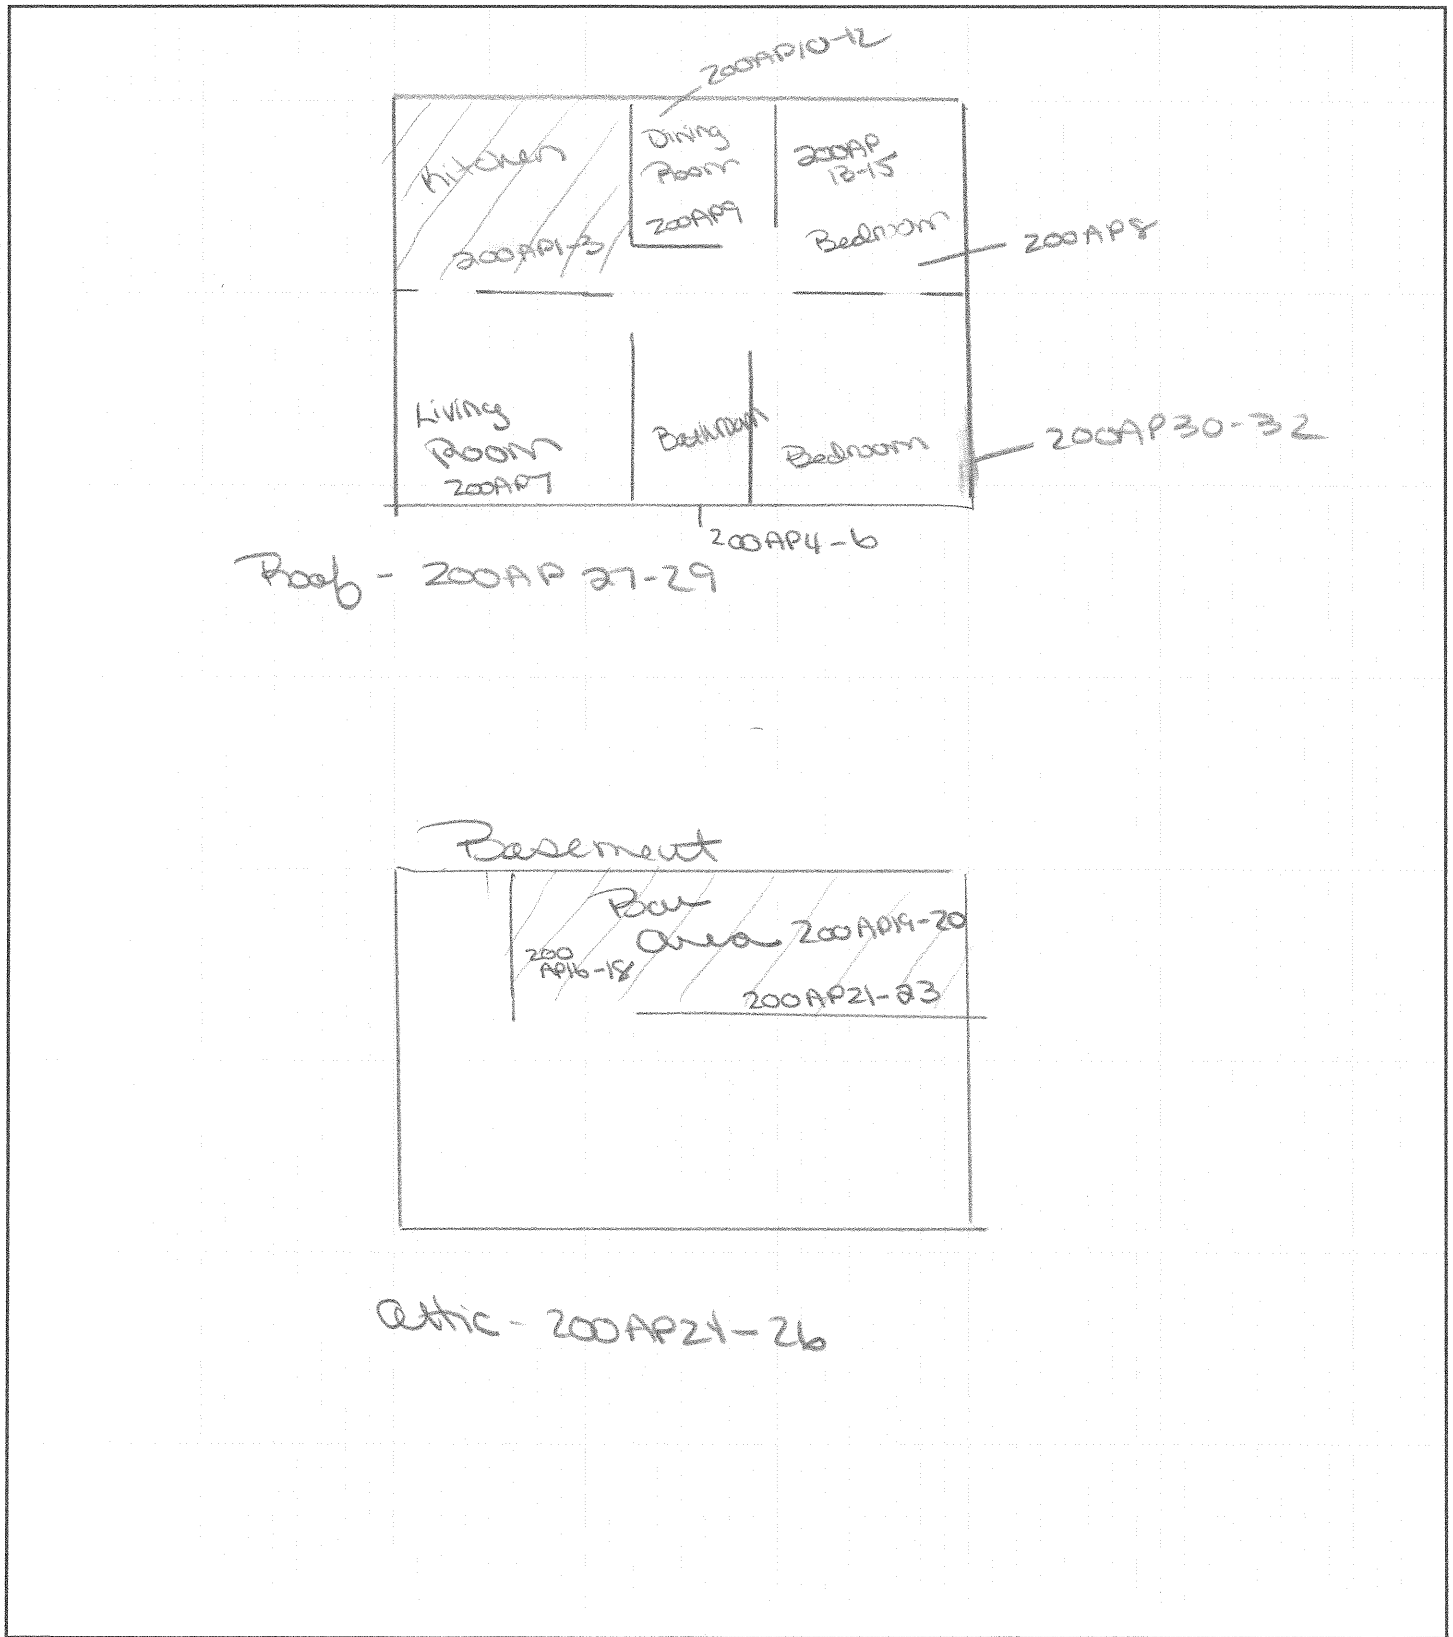 200AP10-12
Kitchen
200AP1-3
Dining
Room
200AP9
200AP
13-15
Bedroom
200AP8
Living
Room
200AP7
Bathroom
Bedroom
200AP30-32
200AP4-6
Roof - 200AP 27-29
Basement
Bar
area
200AP19-20
200
AP16-18
200AP21-23
attic - 200AP24-26